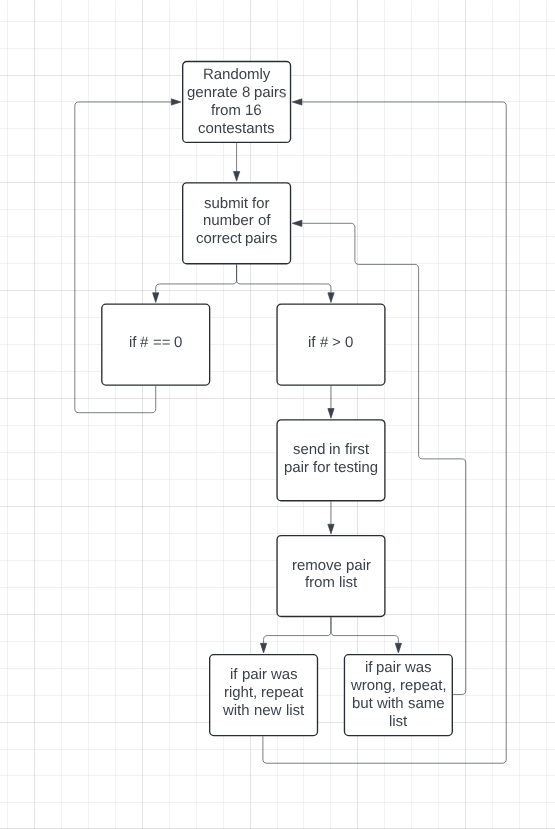 Randomly
genrate 8 pairs
from 16
contestants
submit for
number of
correct pairs
if # == 0
if # > 0
send in first
pair for testing
remove pair
from list
if pair was
right, repeat
with new list
if pair was
wrong, repeat,
but with same
list